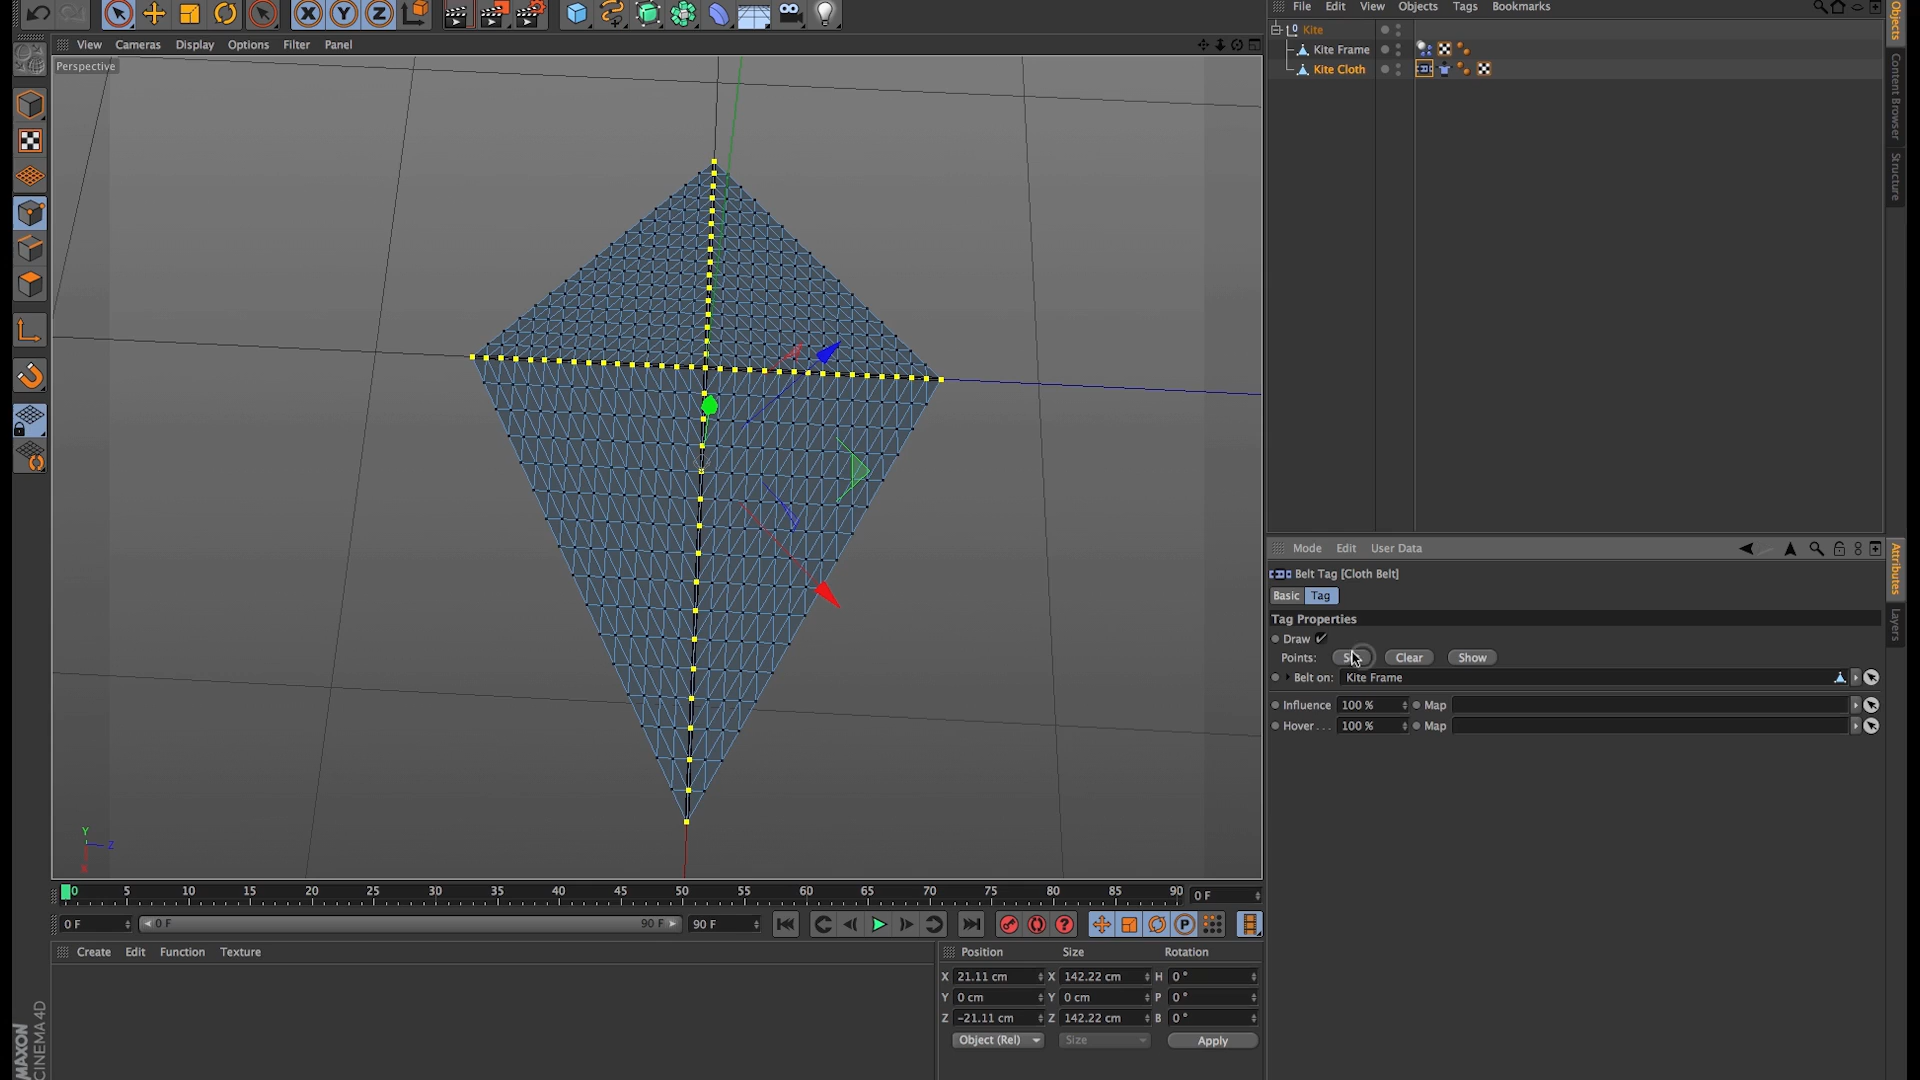 File Edit View Objects Tags Bookmarks
Kite
Kite Frame
Kite Cloth
Objects
Content Browser
Structure
View Cameras Display Options Filter Panel
Perspective
Y
Z
Mode Edit User Data
Belt Tag [Cloth Belt]
Basic Tag
Tag Properties
Draw
Points: Clear Show
Belt on: Kite Frame
Influence 100 % Map
Hover . . . 100 % Map
Attributes
Layers
0 5 10 15 20 25 30 35 40 45 50 55 60 65 70 75 80 85 90 0 F
0 F 0 F 90 F 90 F
Create Edit Function Texture
Position Size Rotation
X 21.11 cm X 142.22 cm H 0 °
Y 0 cm Y 0 cm P 0 °
Z -21.11 cm Z 142.22 cm B 0 °
Object (Rel) Size Apply
MAXON
CINEMA 4D